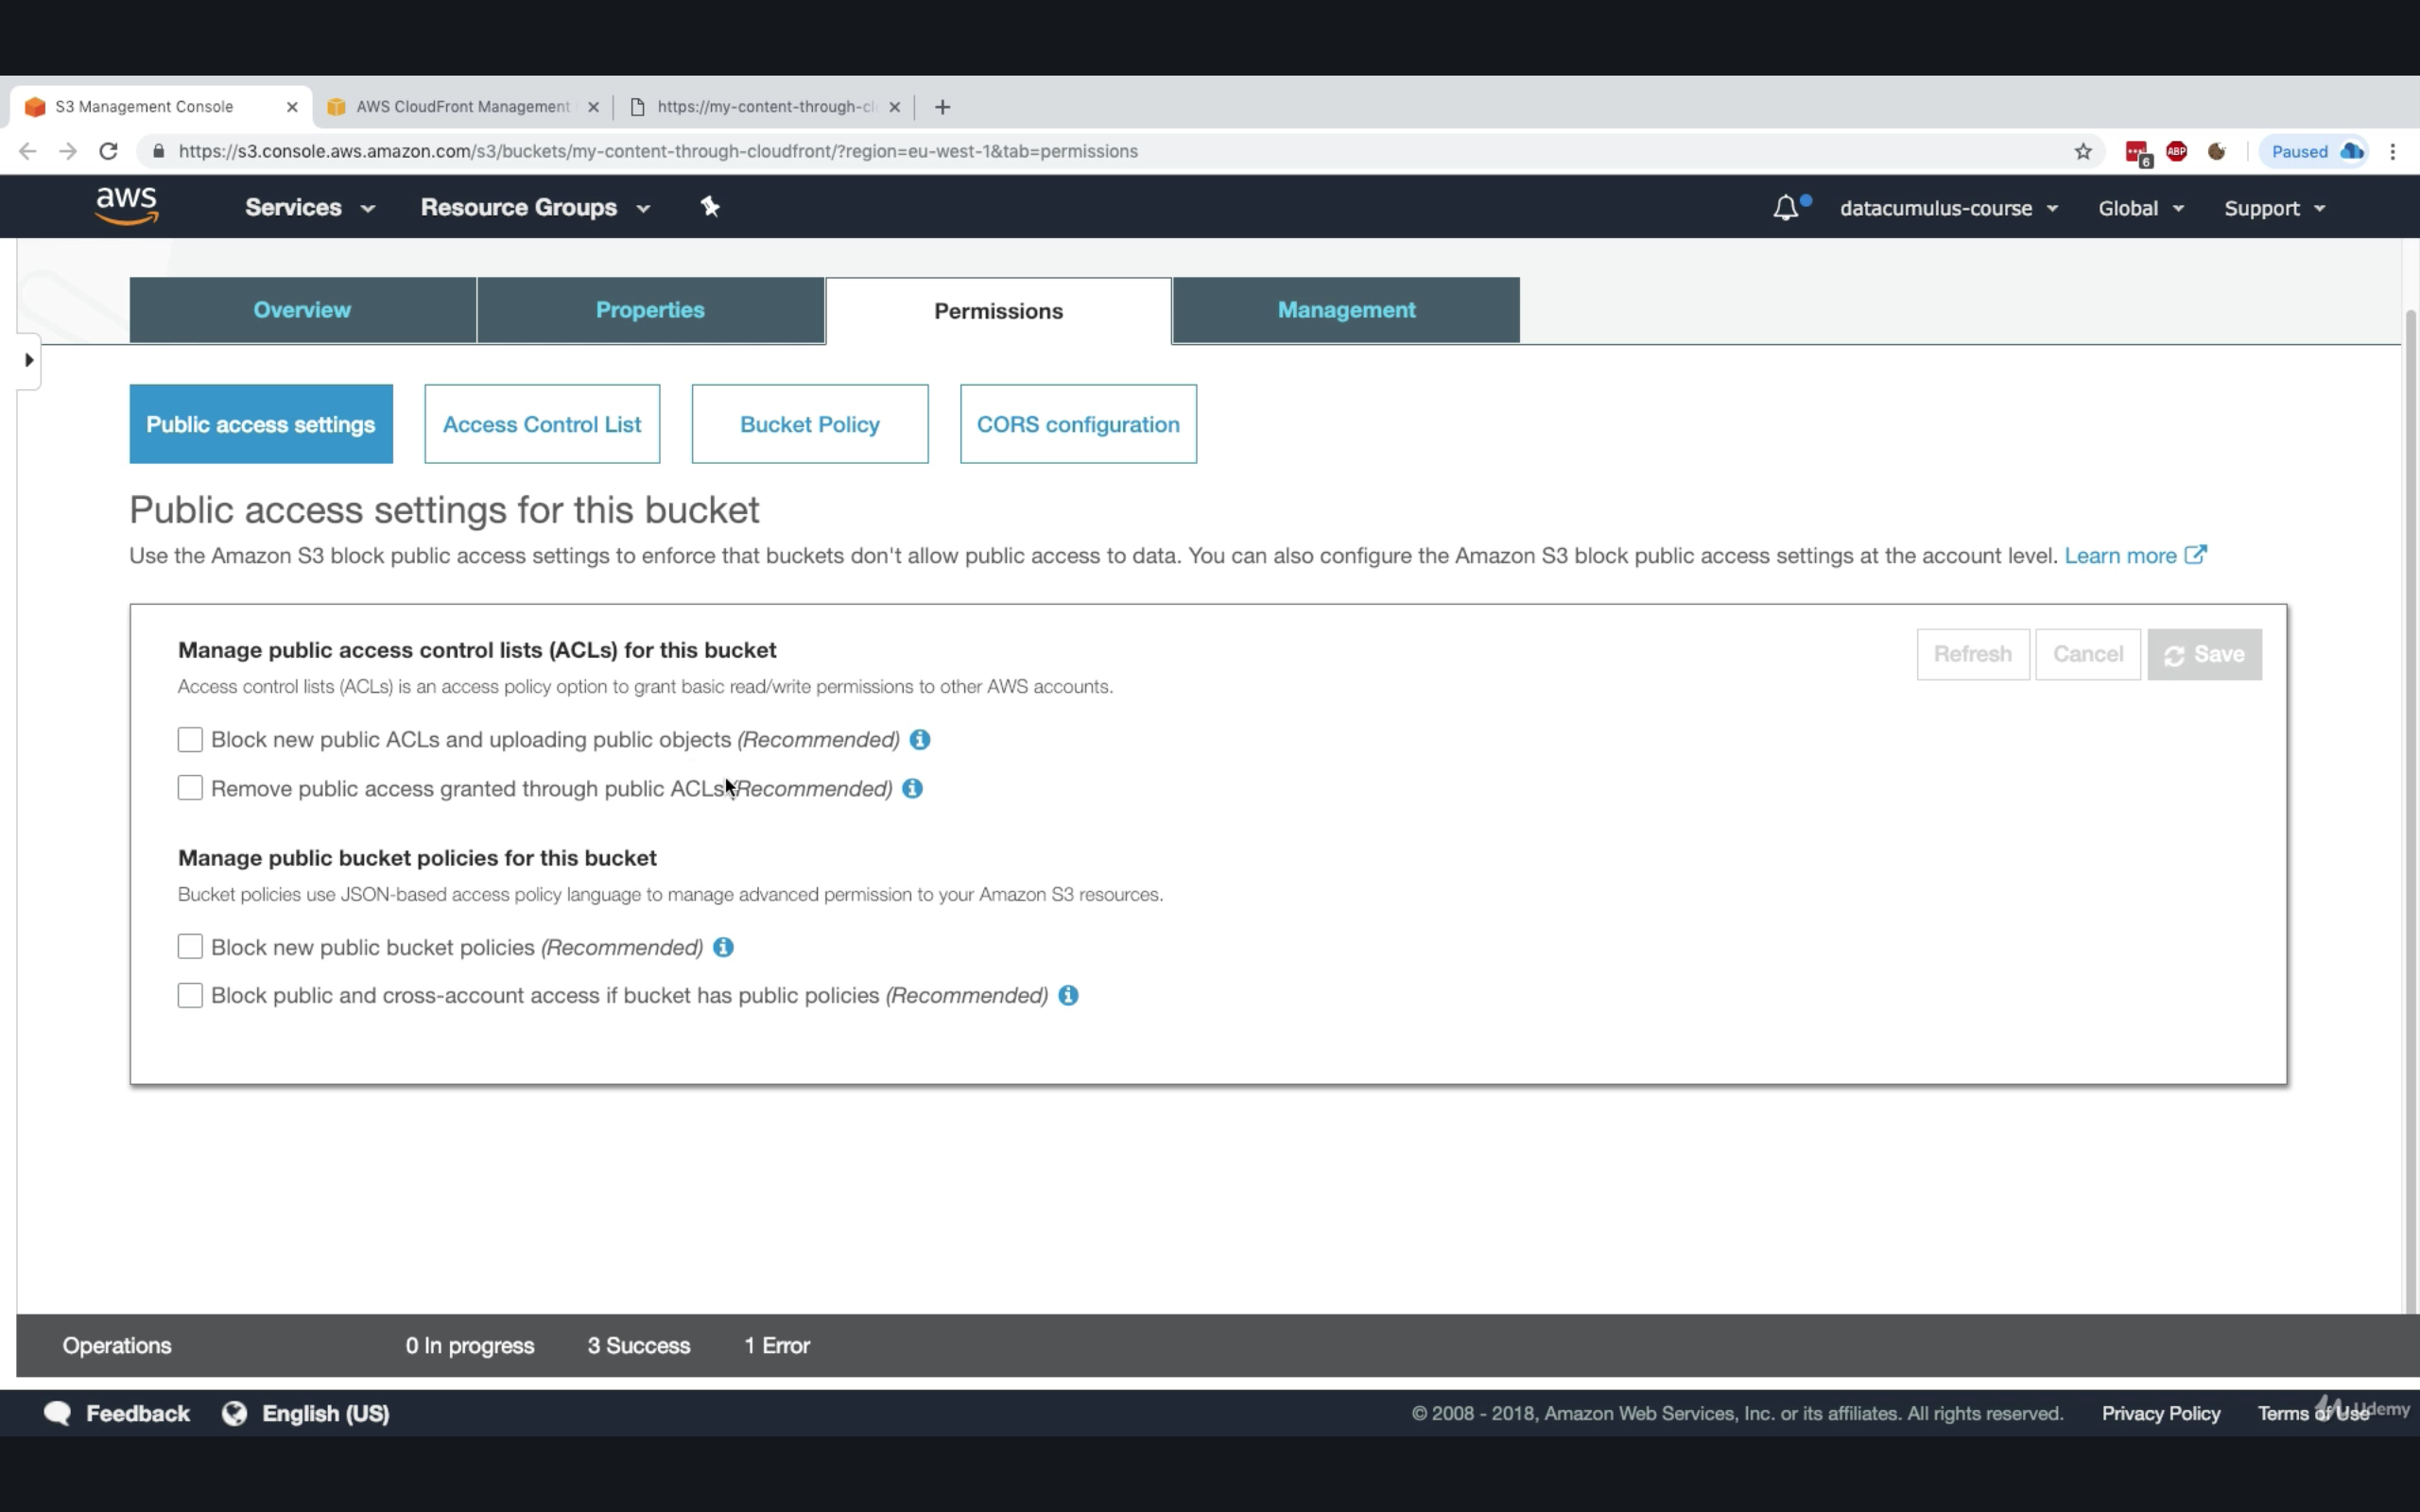 S3 Management Console
AWS CloudFront Management
https://my-content-through-cl
https://s3.console.aws.amazon.com/s3/buckets/my-content-through-cloudfront/?region=eu-west-1&tab=permissions
6
ABP
Paused
aws
Services
Resource Groups
datacumulus-course
Global
Support
Overview
Properties
Permissions
Management
Public access settings
Access Control List
Bucket Policy
CORS configuration
Public access settings for this bucket
Use the Amazon S3 block public access settings to enforce that buckets don't allow public access to data. You can also configure the Amazon S3 block public access settings at the account level. Learn more
Manage public access control lists (ACLs) for this bucket
Refresh
Cancel
Save
Access control lists (ACLs) is an access policy option to grant basic read/write permissions to other AWS accounts.
Block new public ACLs and uploading public objects (Recommended)
Remove public access granted through public ACLs (Recommended)
Manage public bucket policies for this bucket
Bucket policies use JSON-based access policy language to manage advanced permission to your Amazon S3 resources.
Block new public bucket policies (Recommended)
Block public and cross-account access if bucket has public policies (Recommended)
Operations
0 In progress
3 Success
1 Error
Feedback
English (US)
© 2008 - 2018, Amazon Web Services, Inc. or its affiliates. All rights reserved.
Privacy Policy
Terms of Use
Udemy